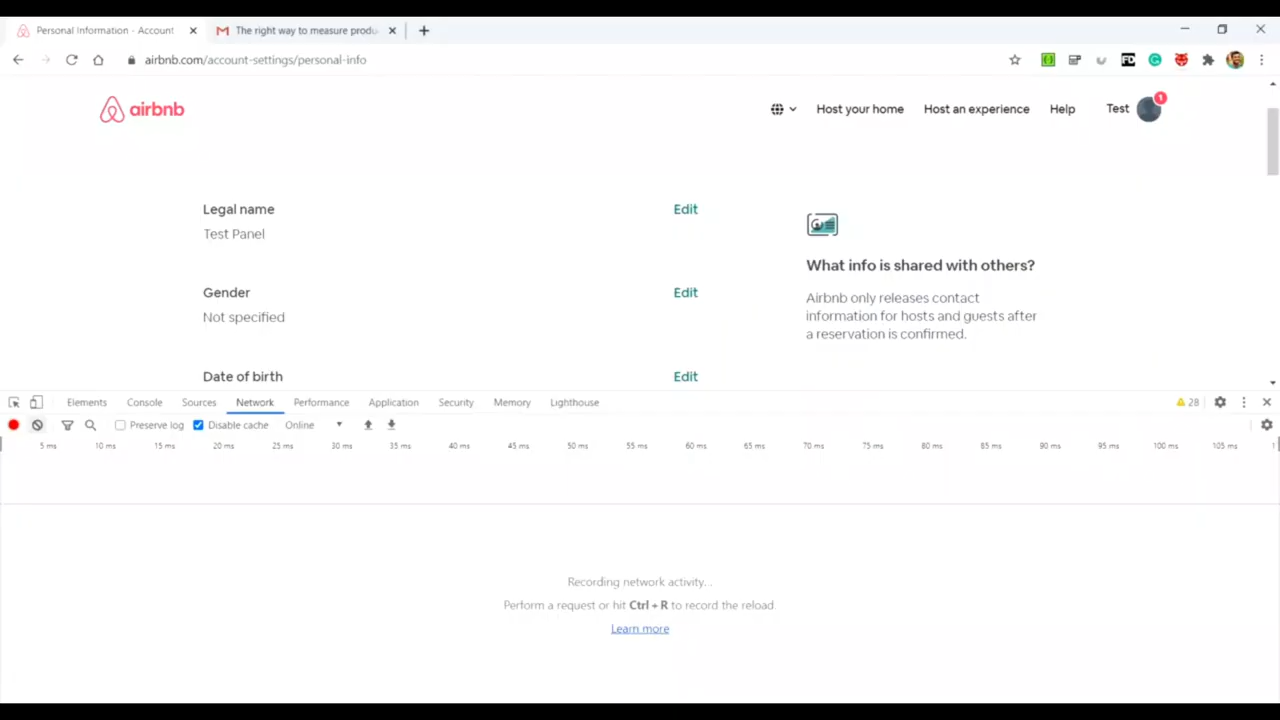 Personal Information - Account
The right way to measure produ
airbnb.com/account-settings/personal-info
FD
airbnb
Host your home
Host an experience
Help
Test
1
Legal name
Edit
Test Panel
What info is shared with others?
Gender
Edit
Airbnb only releases contact
Not specified
information for hosts and guests after
a reservation is confirmed.
Date of birth
Edit
Elements Console Sources Network Performance Application Security Memory Lighthouse
28
Preserve log Disable cache Online
5 ms 10 ms 15 ms 20 ms 25 ms 30 ms 35 ms 40 ms 45 ms 50 ms 55 ms 60 ms 65 ms 70 ms 75 ms 80 ms 85 ms 90 ms 95 ms 100 ms 105 ms 1
Recording network activity...
Perform a request or hit Ctrl + R to record the reload.
Learn more